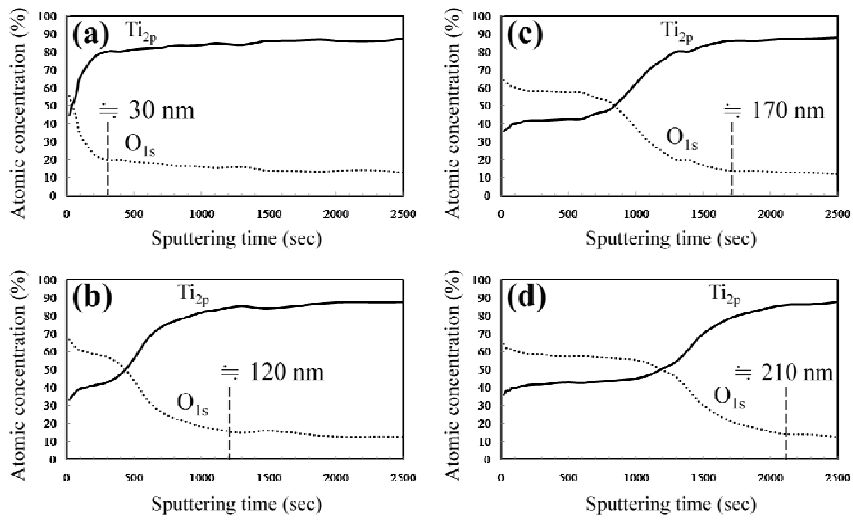 Atomic concentration (%)
100
90
80
70
60
50
40
30
20
10
0
(a)
Ti2p
≒ 30 nm
O1s
0 500 1000 1500 2000 2500
Sputtering time (sec)
Atomic concentration (%)
100
90
80
70
60
50
40
30
20
10
0
(c)
Ti2p
≒ 170 nm
O1s
0 500 1000 1500 2000 2500
Sputtering time (sec)
Atomic concentration (%)
100
90
80
70
60
50
40
30
20
10
0
(b)
Ti2p
≒ 120 nm
O1s
0 500 1000 1500 2000 2500
Sputtering time (sec)
Atomic concentration (%)
100
90
80
70
60
50
40
30
20
10
0
(d)
Ti2p
≒ 210 nm
O1s
0 500 1000 1500 2000 2500
Sputtering time (sec)